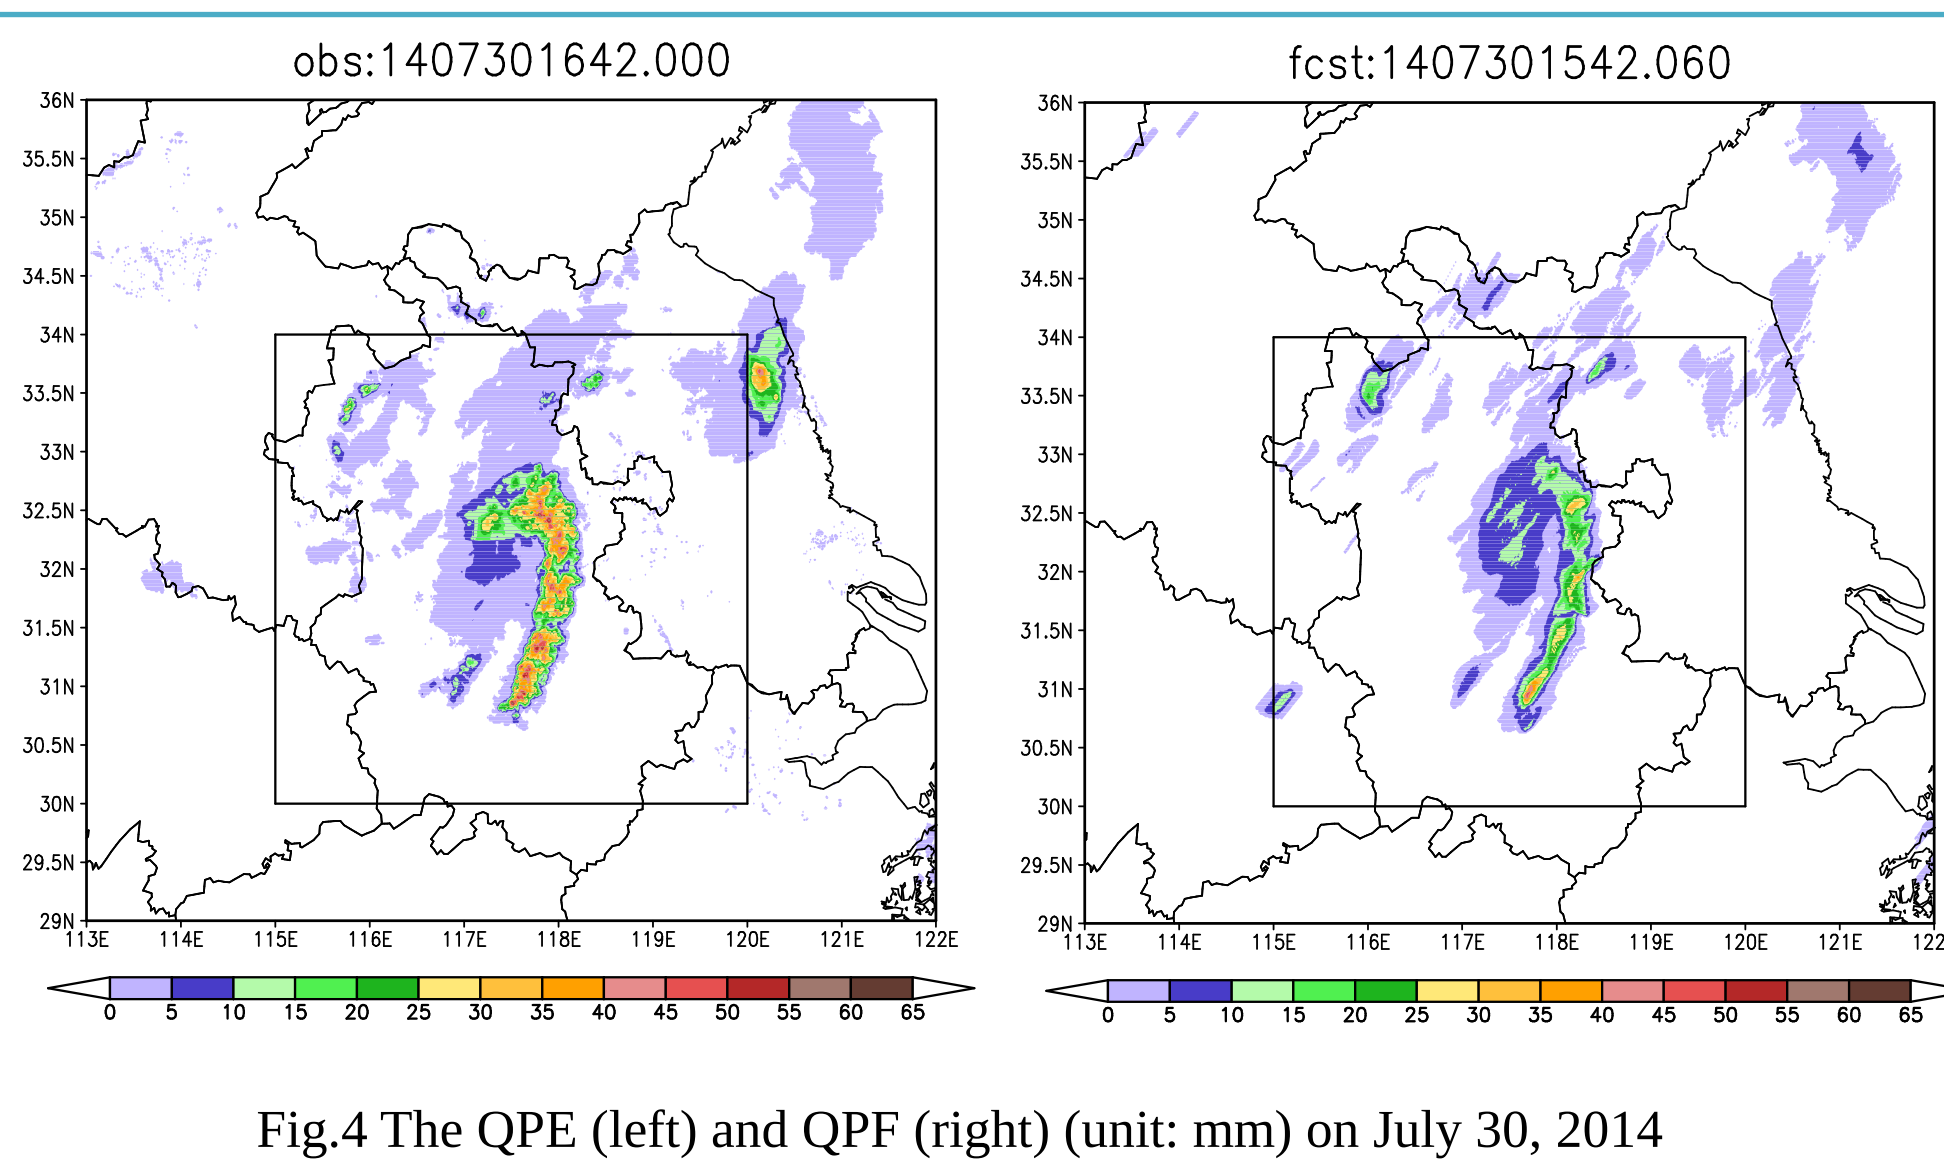 obs:1407301642.000
36N
35.5N
35N
34.5N
34N
33.5N
33N
32.5N
32N
31.5N
31N
30.5N
30N
29.5N
29N
113E 114E 115E 116E 117E 118E 119E 120E 121E 122E
0 5 10 15 20 25 30 35 40 45 50 55 60 65
fcst:1407301542.060
36N
35.5N
35N
34.5N
34N
33.5N
33N
32.5N
32N
31.5N
31N
30.5N
30N
29.5N
29N
113E 114E 115E 116E 117E 118E 119E 120E 121E 122
0 5 10 15 20 25 30 35 40 45 50 55 60 65
Fig.4 The QPE (left) and QPF (right) (unit: mm) on July 30, 2014